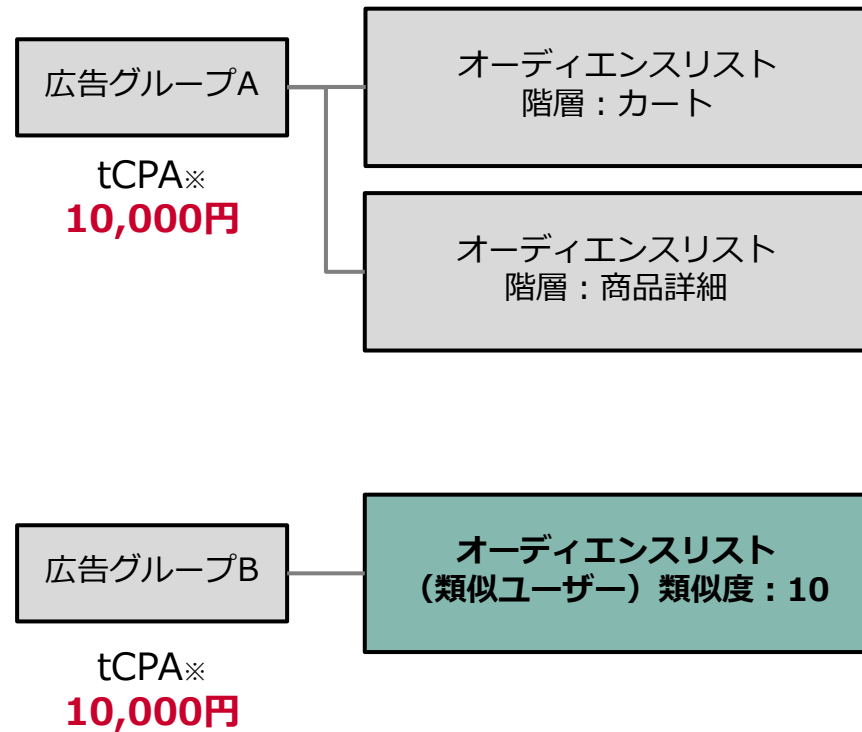 広告グループA
tCPA※
10,000円
オーディエンスリスト
階層：カート
オーディエンスリスト
階層：商品詳細
広告グループB
tCPA※
10,000円
オーディエンスリスト
（類似ユーザー）類似度：10